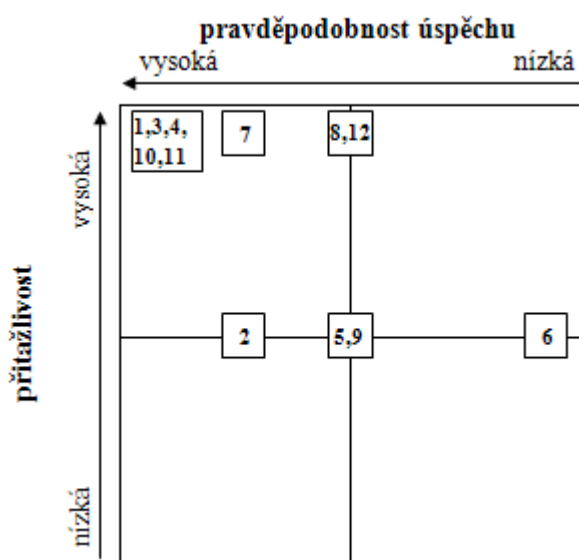 pravděpodobnost úspěchu
vysoká nízká
1,3,4,
10,11
7
8,12
vysoká
přitažlivost
2
5,9
6
nízká